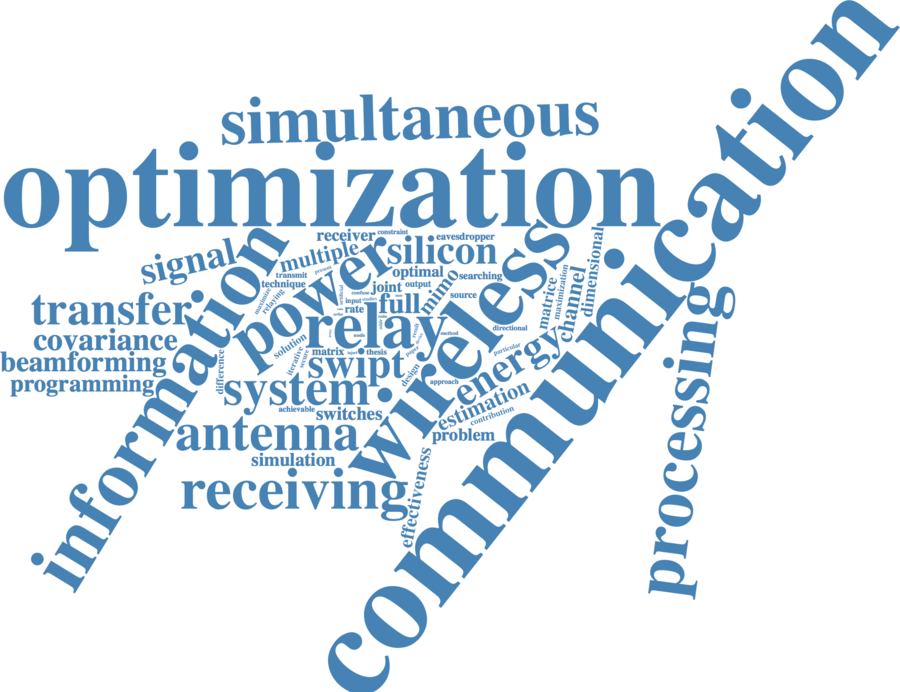 communication
simultaneous
optimization
information
wireless
processing
receiver
constraint
eavesdropper
signal
multiple
power
silicon
dimensional
transmit
present
optimal
searching
technique
joint
output
mimo
matrice
maximization
channel
transfer
maximize
relaying
artificial
input
rate
full
source
covariance
relay
method
directional
solution
beamforming
difference
iterative
secure
matrix
thesis
particular
programming
swipt
design
approach
energy
system
estimation
achievable
switches
contribution
antenna
problem
simulation
effectiveness
receiving